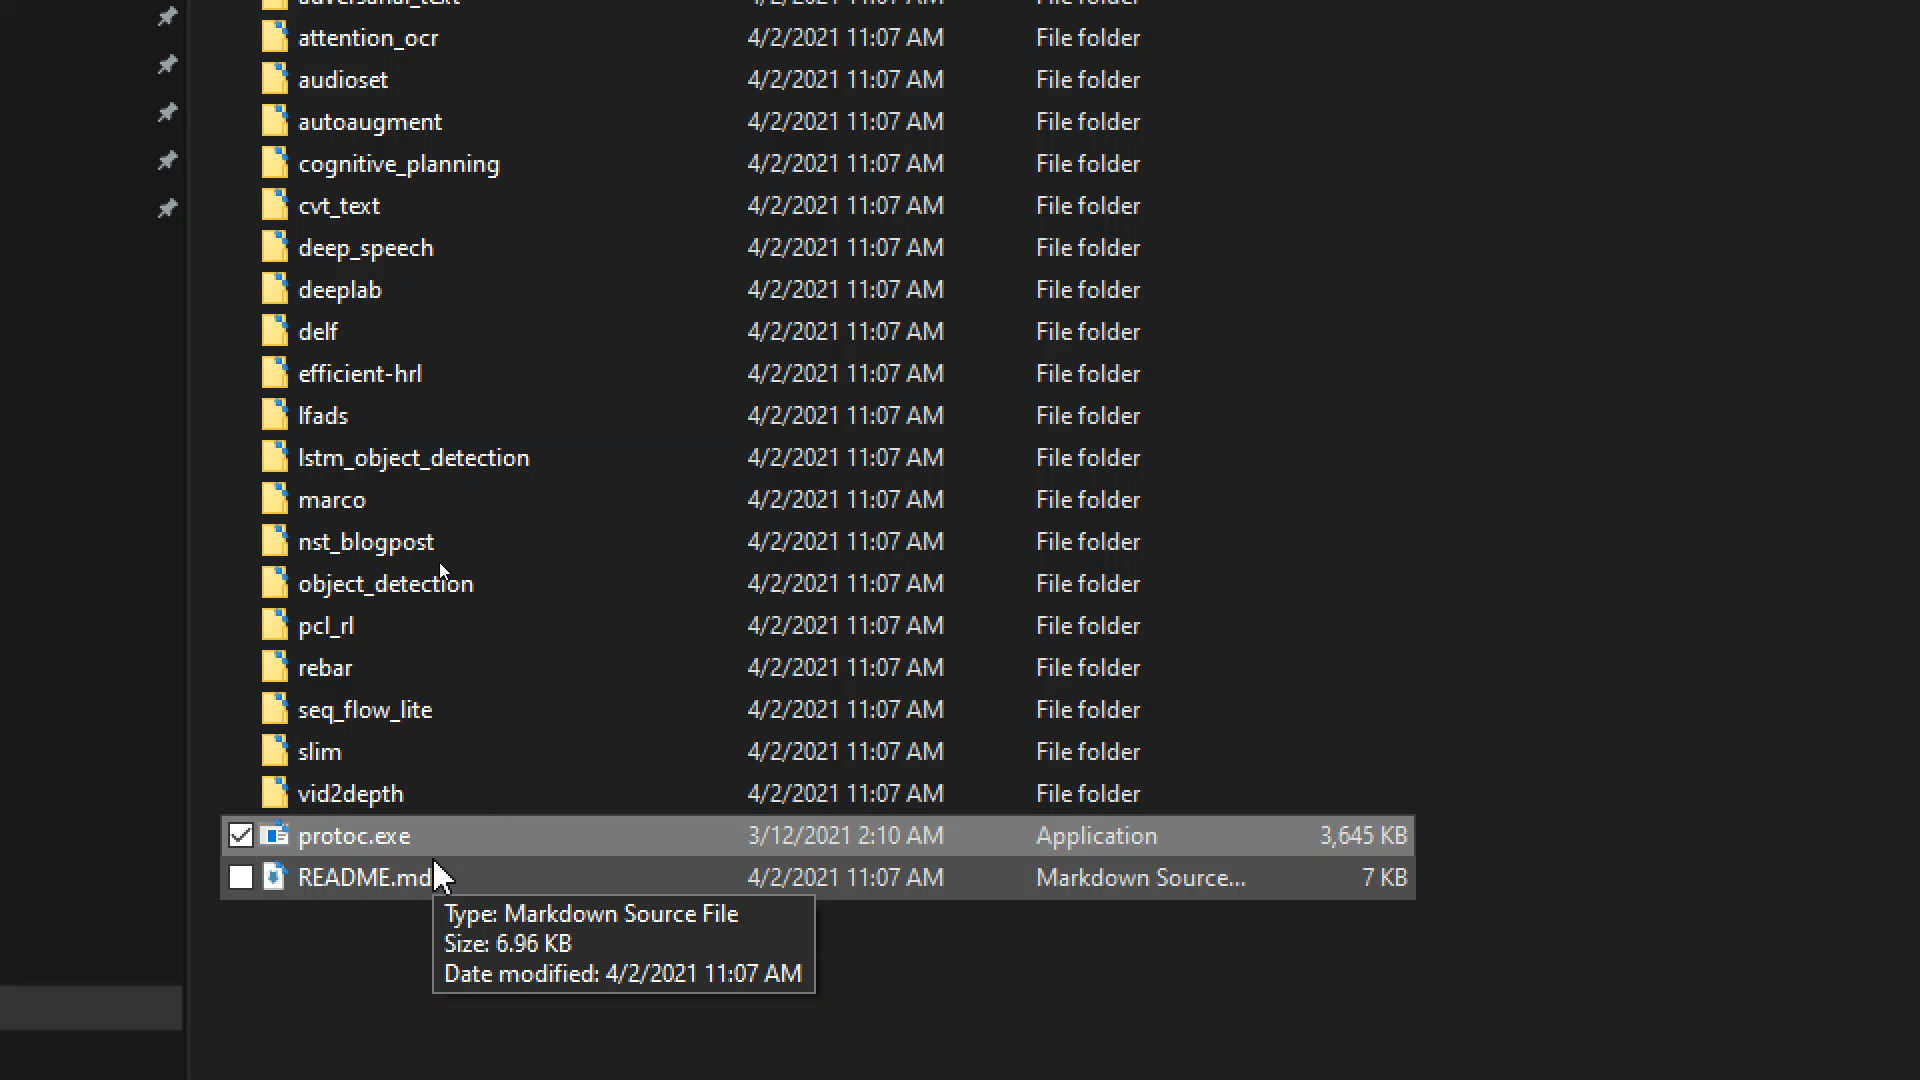 attention_ocr 4/2/2021 11:07 AM File folder
audioset 4/2/2021 11:07 AM File folder
autoaugment 4/2/2021 11:07 AM File folder
cognitive_planning 4/2/2021 11:07 AM File folder
cvt_text 4/2/2021 11:07 AM File folder
deep_speech 4/2/2021 11:07 AM File folder
deeplab 4/2/2021 11:07 AM File folder
delf 4/2/2021 11:07 AM File folder
efficient-hrl 4/2/2021 11:07 AM File folder
lfads 4/2/2021 11:07 AM File folder
lstm_object_detection 4/2/2021 11:07 AM File folder
marco 4/2/2021 11:07 AM File folder
nst_blogpost 4/2/2021 11:07 AM File folder
object_detection 4/2/2021 11:07 AM File folder
pcl_rl 4/2/2021 11:07 AM File folder
rebar 4/2/2021 11:07 AM File folder
seq_flow_lite 4/2/2021 11:07 AM File folder
slim 4/2/2021 11:07 AM File folder
vid2depth 4/2/2021 11:07 AM File folder
protoc.exe 3/12/2021 2:10 AM Application 3,645 KB
README.md 4/2/2021 11:07 AM Markdown Source... 7 KB
Type: Markdown Source File
Size: 6.96 KB
Date modified: 4/2/2021 11:07 AM